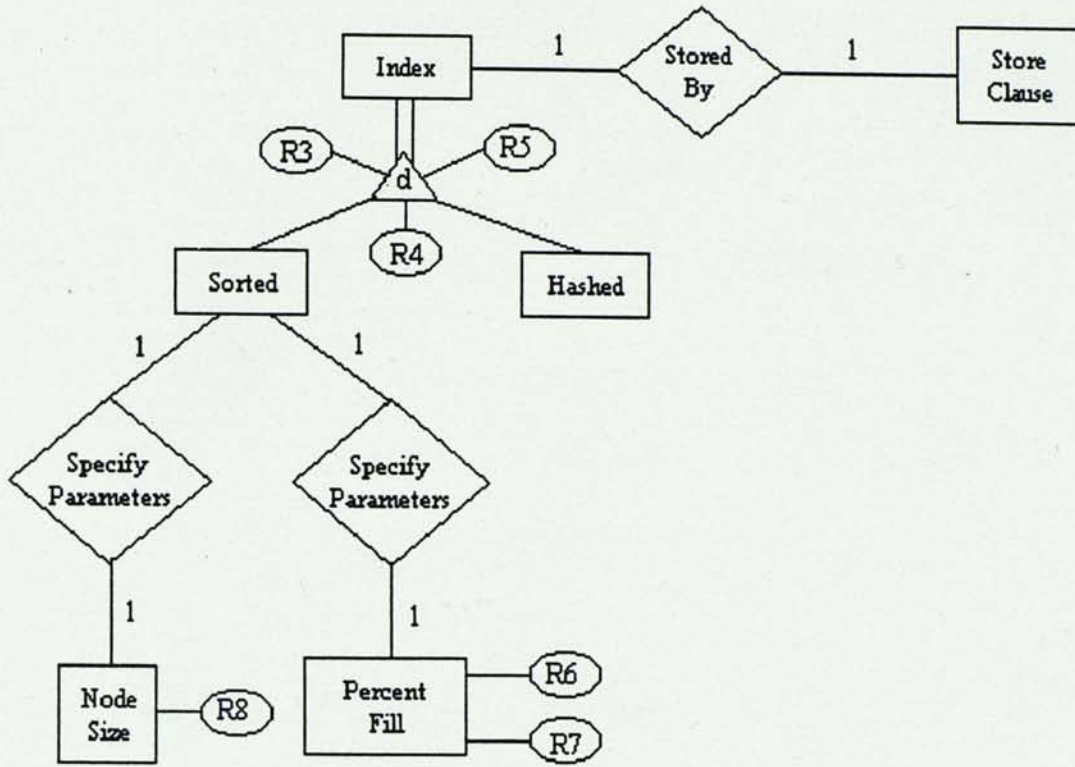 Index
1
Stored
By
1
Store
Clause
R3
d
R5
R4
Sorted
Hashed
1
1
Specify
Parameters
Specify
Parameters
1
1
Node
Size
R8
Percent
Fill
R6
R7